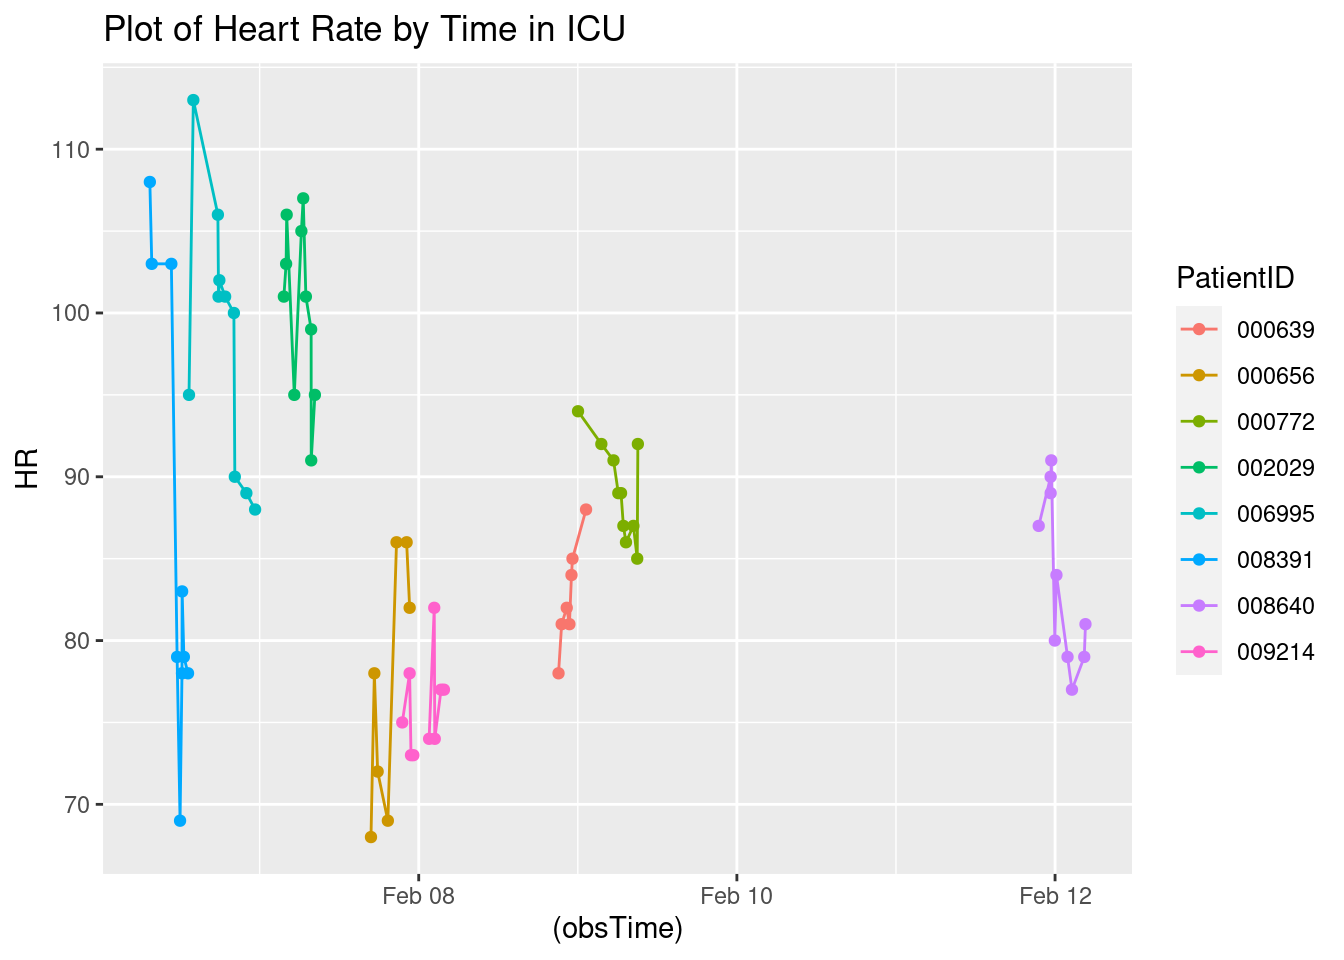 Plot of Heart Rate by Time in ICU
110
100
90
80
70
HR
Feb 08
Feb 10
Feb 12
(obsTime)
PatientID
000639
000656
000772
002029
006995
008391
008640
009214